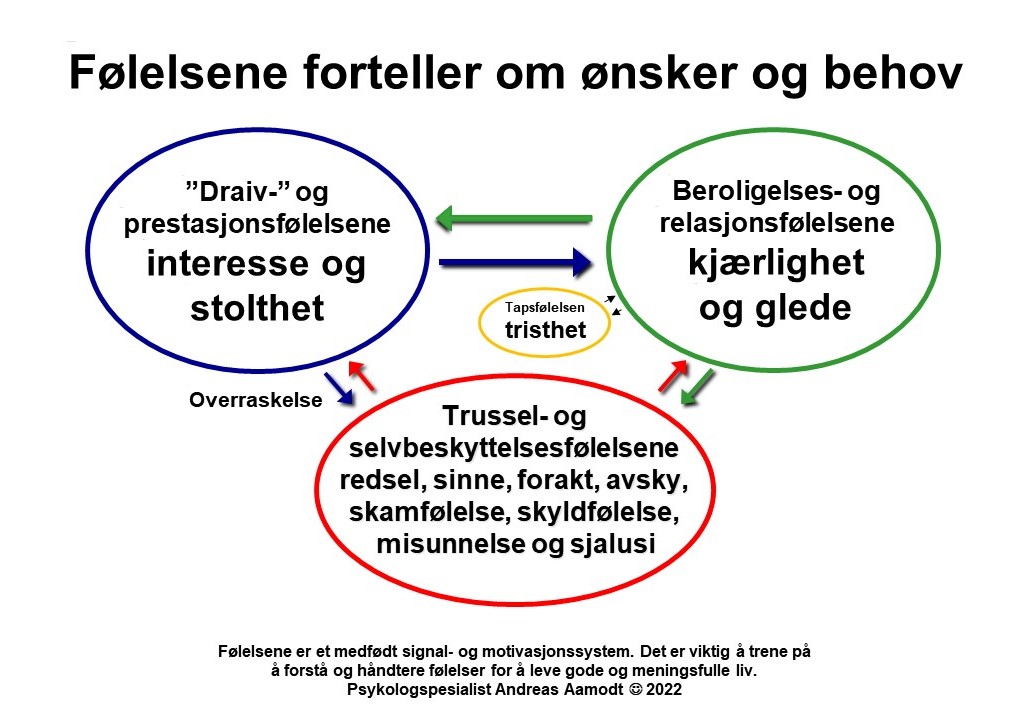 Følelsene forteller om ønsker og behov
”Draiv-” og
prestasjonsfølelsene
interesse og
stolthet
Beroligelses- og
relasjonsfølelsene
kjærlighet
og glede
Tapsfølelsen
tristhet
Overraskelse
Trussel- og
selvbeskyttelsesfølelsene
redsel, sinne, forakt, avsky,
skamfølelse, skyldfølelse,
misunnelse og sjalusi
Følelsene er et medfødt signal- og motivasjonssystem. Det er viktig å trene på
å forstå og håndtere følelser for å leve gode og meningsfulle liv.
Psykologspesialist Andreas Aamodt ☺ 2022